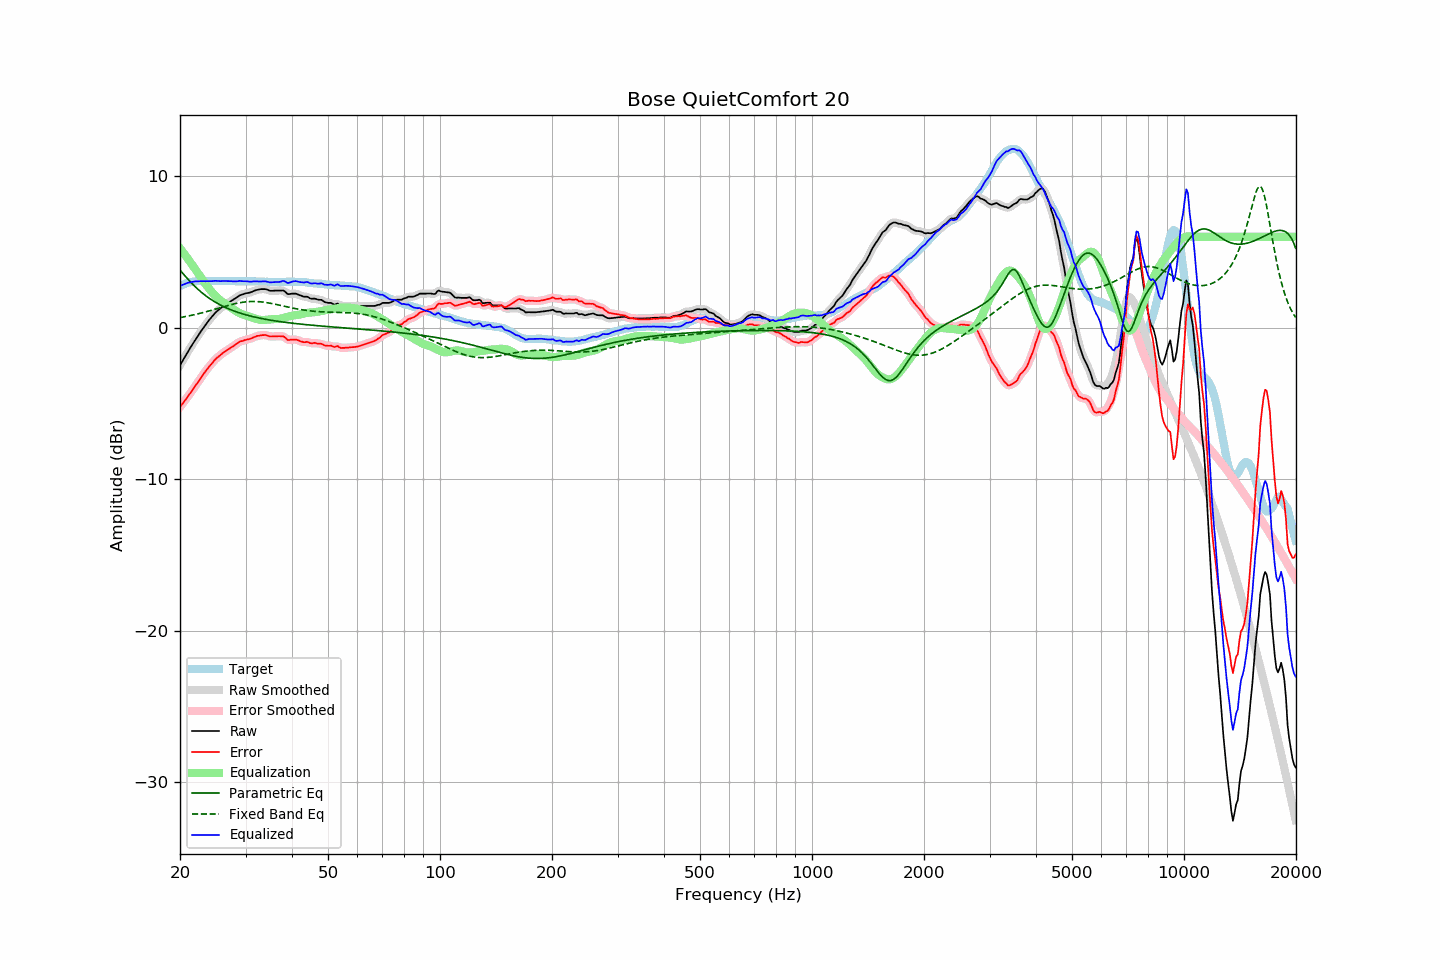 Bose QuietComfort 20
Amplitude (dBr)
10
0
−10
−20
−30
Target
Raw Smoothed
Error Smoothed
Raw
Error
Equalization
Parametric Eq
Fixed Band Eq
Equalized
20 50 100 200 500 1000 2000 5000 10000 20000
Frequency (Hz)